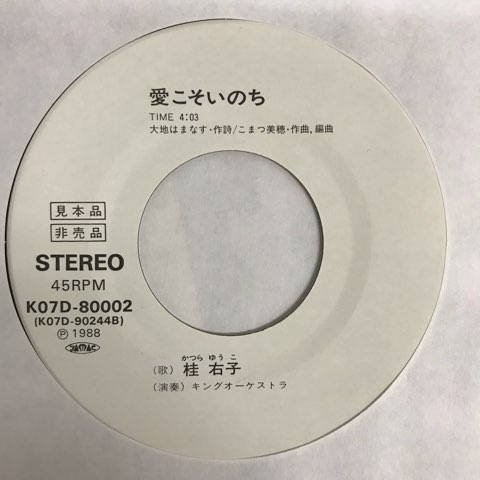 愛こそいのち
TIME 4:03
大地はまなす・作詩/こまつ美穂・作曲,編曲
見本品
非売品
STEREO
45RPM
K07D-80002
(K07D-90244B)
Ⓟ 1988
かつら ゆう こ
(歌) 桂 右子
(演奏) キングオーケストラ